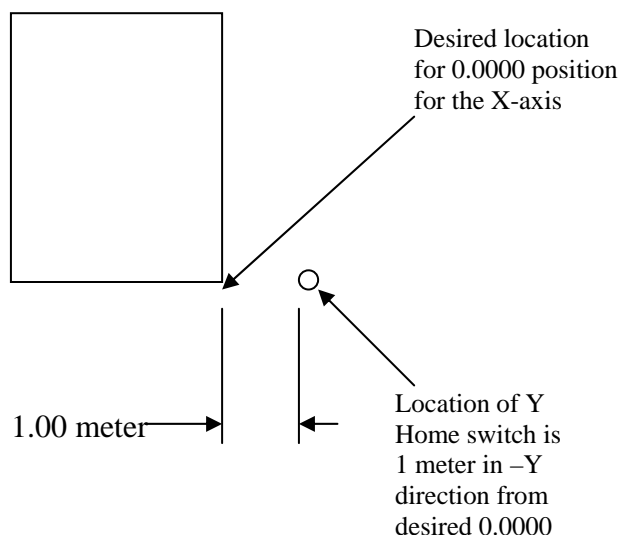 Desired location
for 0.0000 position
for the X-axis
1.00 meter
Location of Y
Home switch is
1 meter in –Y
direction from
desired 0.0000